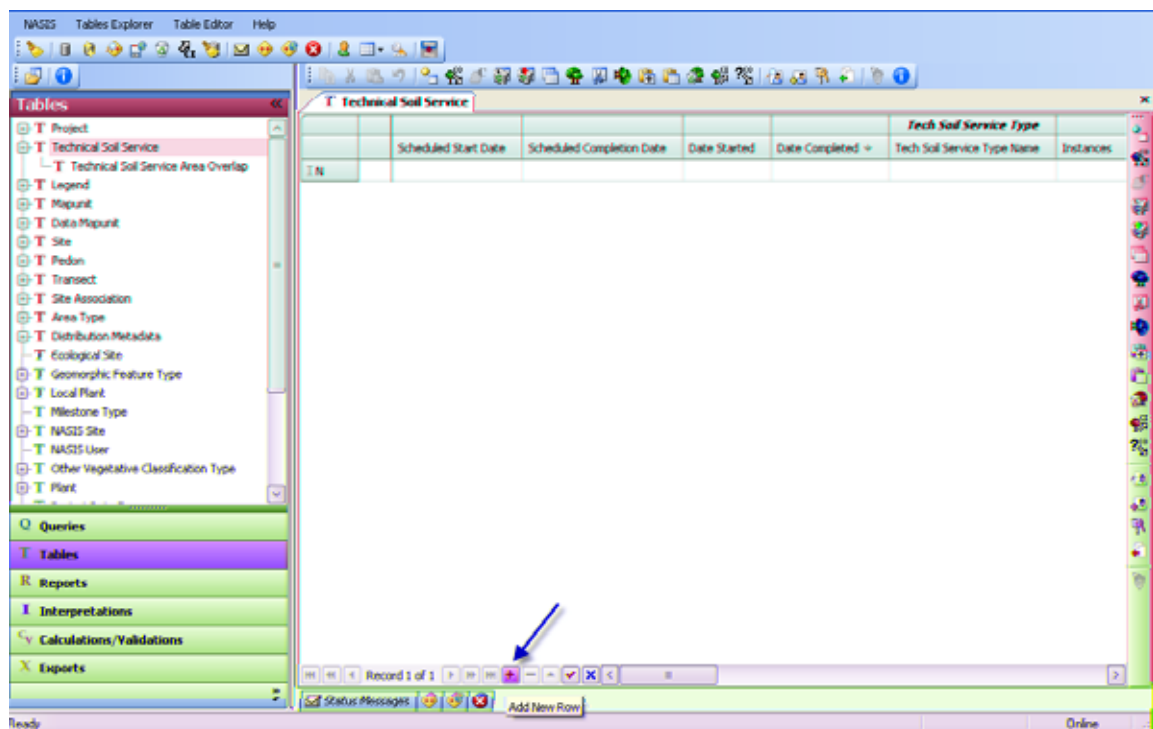 NASIS Tables Explorer Table Editor Help
Tables
T Technical Soil Service
T Project
T Technical Soil Service
T Technical Soil Service Area Overlap
T Legend
T Mapunit
T Data Mapunit
T Site
T Pedon
T Transect
T Site Association
T Area Type
T Distribution Metadata
T Ecological Site
T Geomorphic Feature Type
T Local Plant
T Milestone Type
T NASIS Site
T NASIS User
T Other Vegetative Classification Type
T Plant
Tech Soil Service Type
Scheduled Start Date Scheduled Completion Date Date Started Date Completed Tech Soil Service Type Name Instances
N
Q Queries
T Tables
R Reports
I Interpretations
CV Calculations/Validations
X Exports
Record 1 of 1
Status Messages
Add New Row
Ready
Online